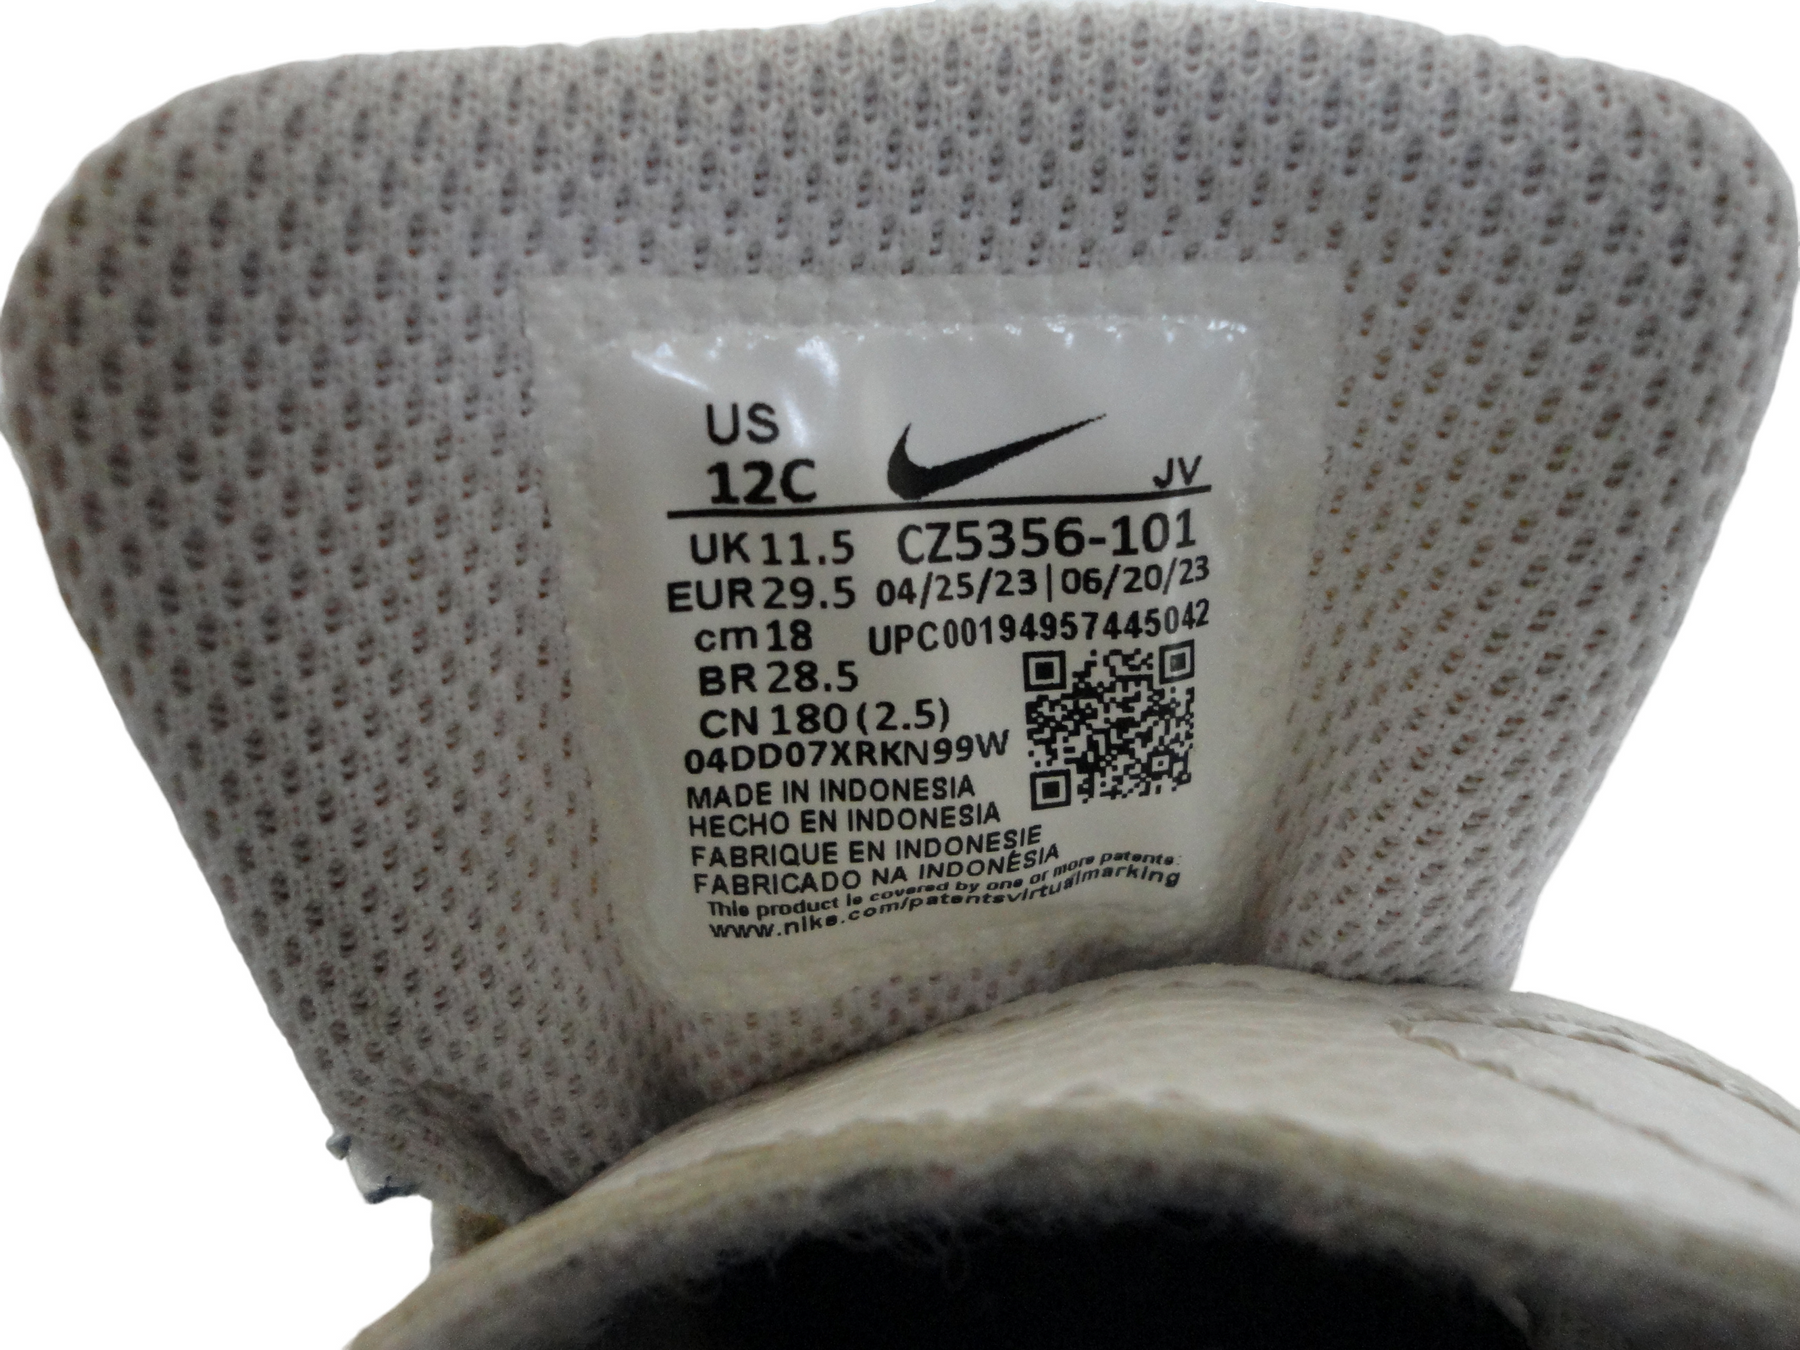 US
12C
JV
UK 11.5 CZ5356-101
EUR 29.5 04/25/23|06/20/23
cm 18 UPC00194957445042
BR 28.5
CN 180(2.5)
04DD07XRKN99W
MADE IN INDONESIA
HECHO EN INDONESIA
FABRIQUE EN INDONESIE
FABRICADO NA INDONÉSIA
This product is covered by one or more patents:
www.nike.com/patentsvirtualmarking